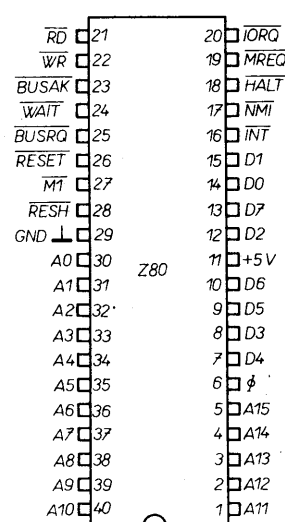 RD 21 20 IORQ
WR 22 19 MREQ
BUSAK 23 18 HALT
WAIT 24 17 NMI
BUSRQ 25 16 INT
RESET 26 15 D1
M1 27 14 D0
RESH 28 13 D7
GND ⊥ 29 12 D2
A0 30 Z80 11 +5V
A1 31 10 D6
A2 32 9 D5
A3 33 8 D3
A4 34 7 D4
A5 35 6 ϕ
A6 36 5 A15
A7 37 4 A14
A8 38 3 A13
A9 39 2 A12
A10 40 1 A11